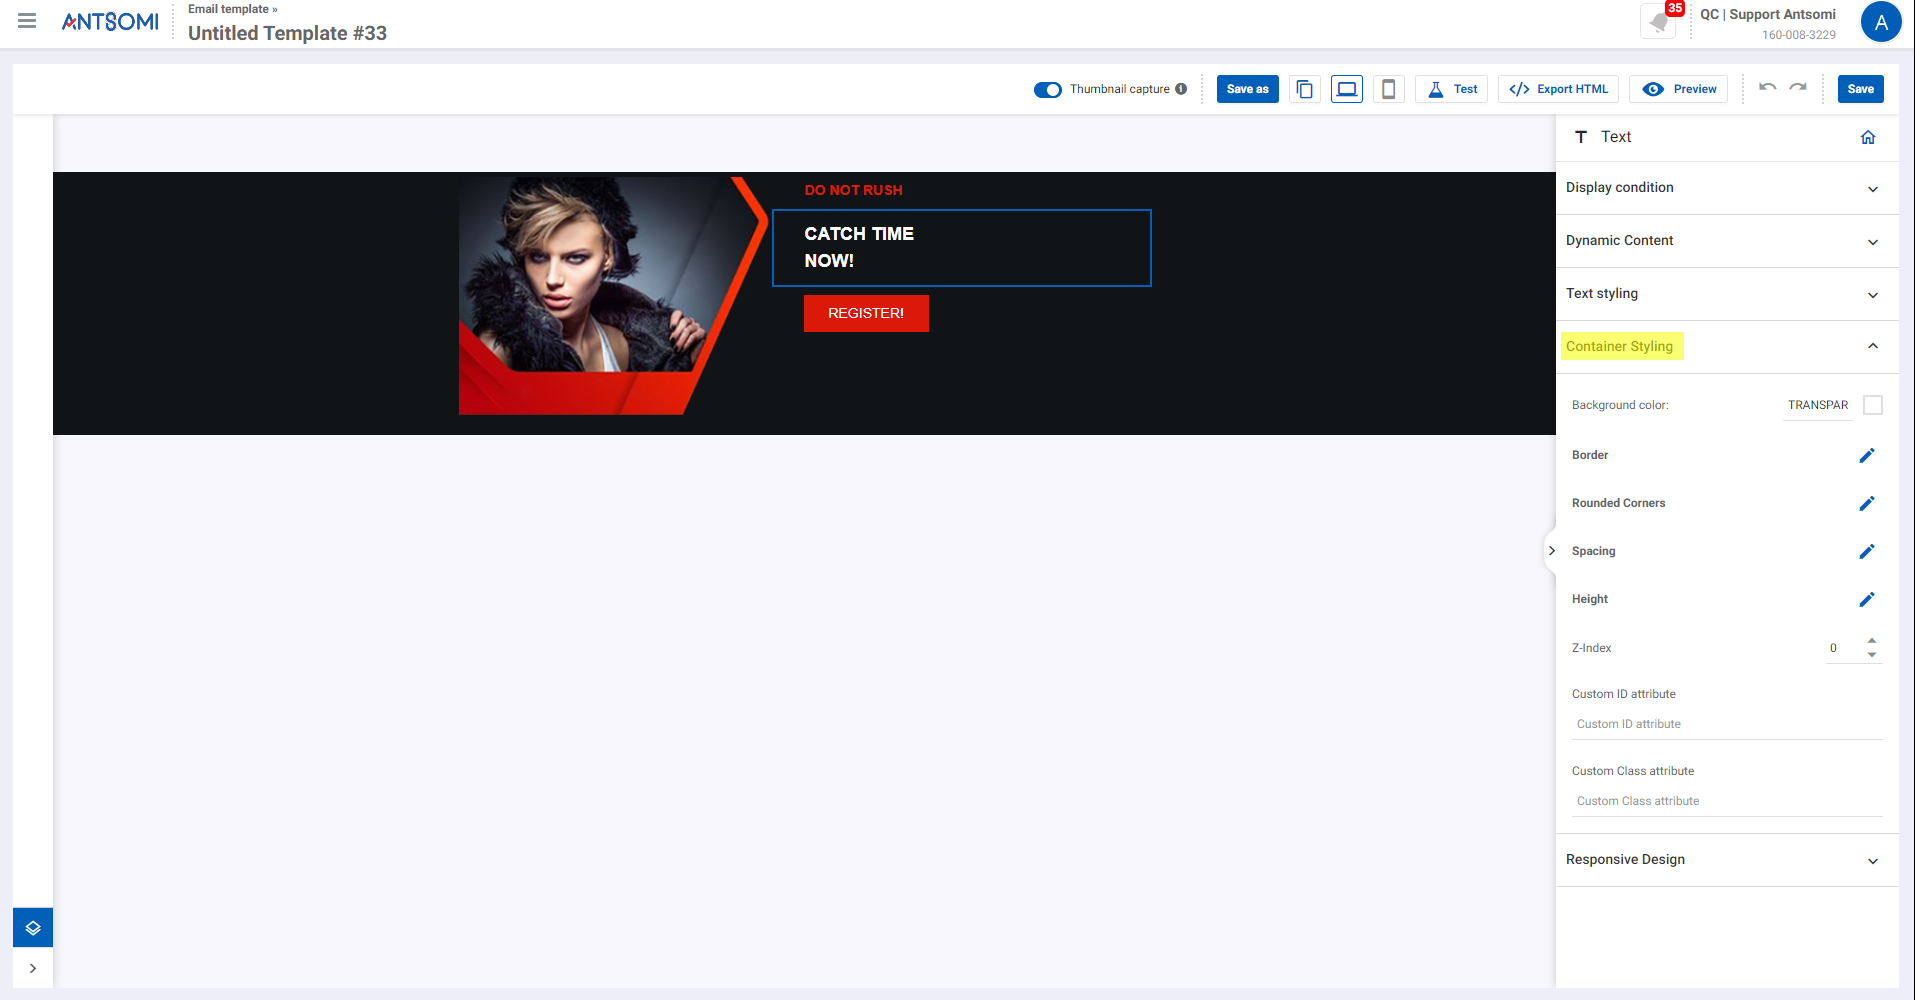 ANTSOMI
Email template »
Untitled Template #33
35
QC | Support Antsomi
160-008-3229
A
Thumbnail capture
Save as
Test
Export HTML
Preview
Save
T Text
Display condition
Dynamic Content
Text styling
Container Styling
Background color: TRANSPAR
Border
Rounded Corners
Spacing
Height
Z-Index 0
Custom ID attribute
Custom ID attribute
Custom Class attribute
Custom Class attribute
Responsive Design
DO NOT RUSH
CATCH TIME
NOW!
REGISTER!